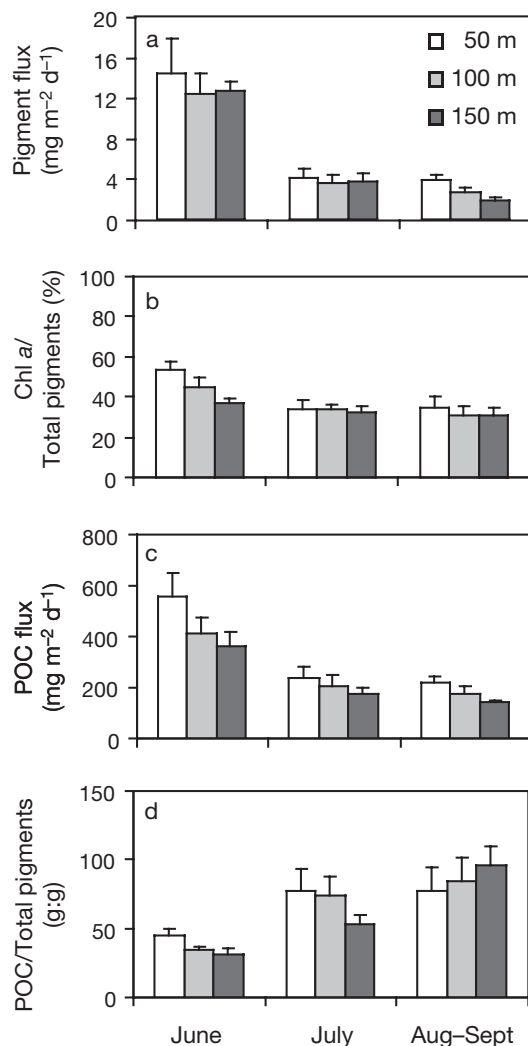 Pigment flux
(mg m⁻² d⁻¹)
20
16
12
8
4
0
a
50 m
100 m
150 m
Chl a/
Total pigments (%)
100
80
60
40
20
0
b
POC flux
(mg m⁻² d⁻¹)
800
600
400
200
0
c
POC/Total pigments
(g:g)
150
100
50
0
d
June July Aug–Sept